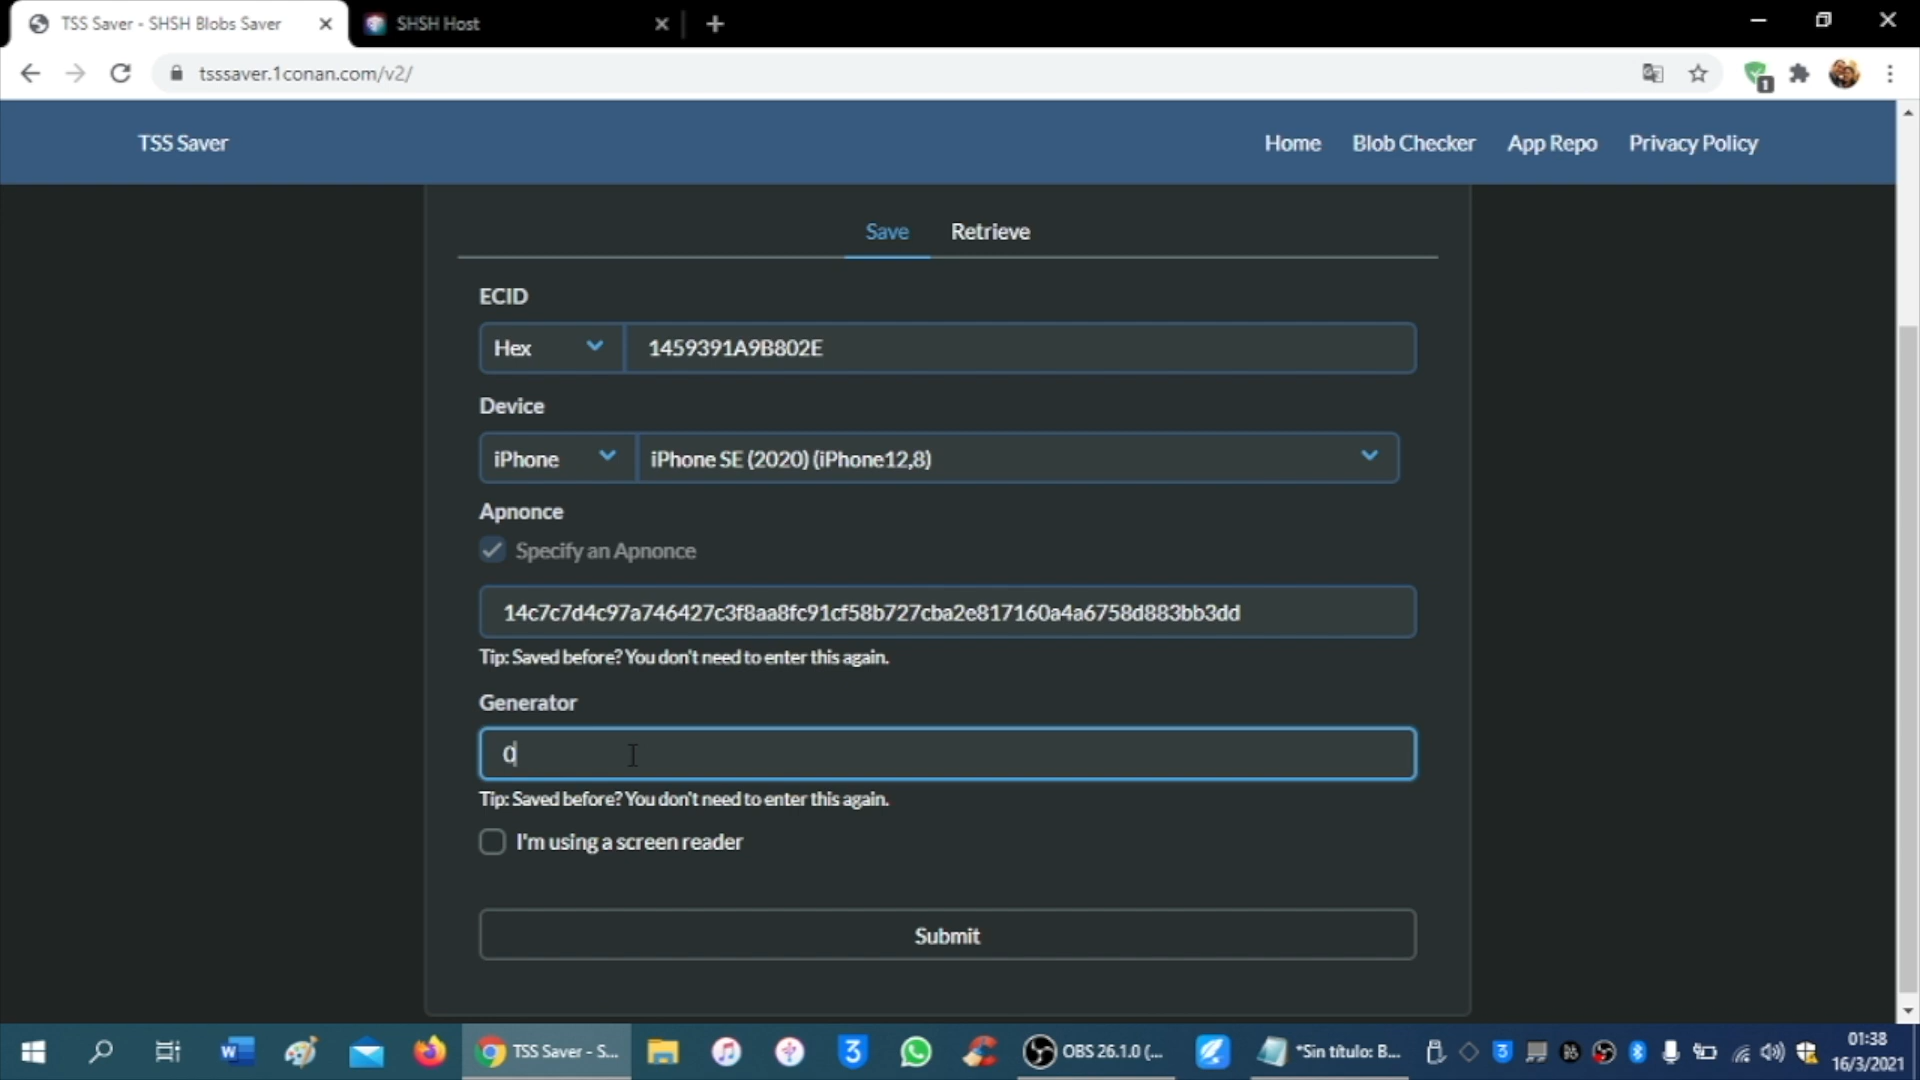 TSS Saver - SHSH Blobs Saver
SHSH Host
tsssaver.1conan.com/v2/
1
TSS Saver
Home
Blob Checker
App Repo
Privacy Policy
Save
Retrieve
ECID
Hex
1459391A9B802E
Device
iPhone
iPhone SE (2020) (iPhone12,8)
Apnonce
Specify an Apnonce
14c7c7d4c97a746427c3f8aa8fc91cf58b727cba2e817160a4a6758d883bb3dd
Tip: Saved before? You don't need to enter this again.
Generator
0
Tip: Saved before? You don't need to enter this again.
I'm using a screen reader
Submit
TSS Saver - S...
3
OBS 26.1.0 (...
*Sin título: B...
3
01:38
16/3/2021